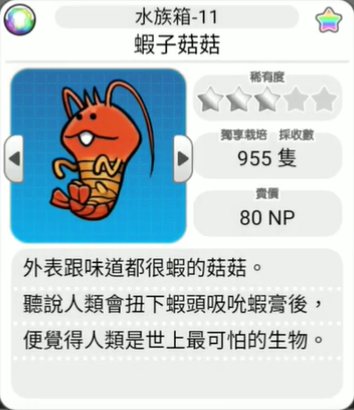 水族箱-11
蝦子菇菇
稀有度
獨享栽培 採收數
955 隻
賣價
80 NP
外表跟味道都很蝦的菇菇。
聽說人類會扭下蝦頭吸吮蝦膏後，
便覺得人類是世上最可怕的生物。